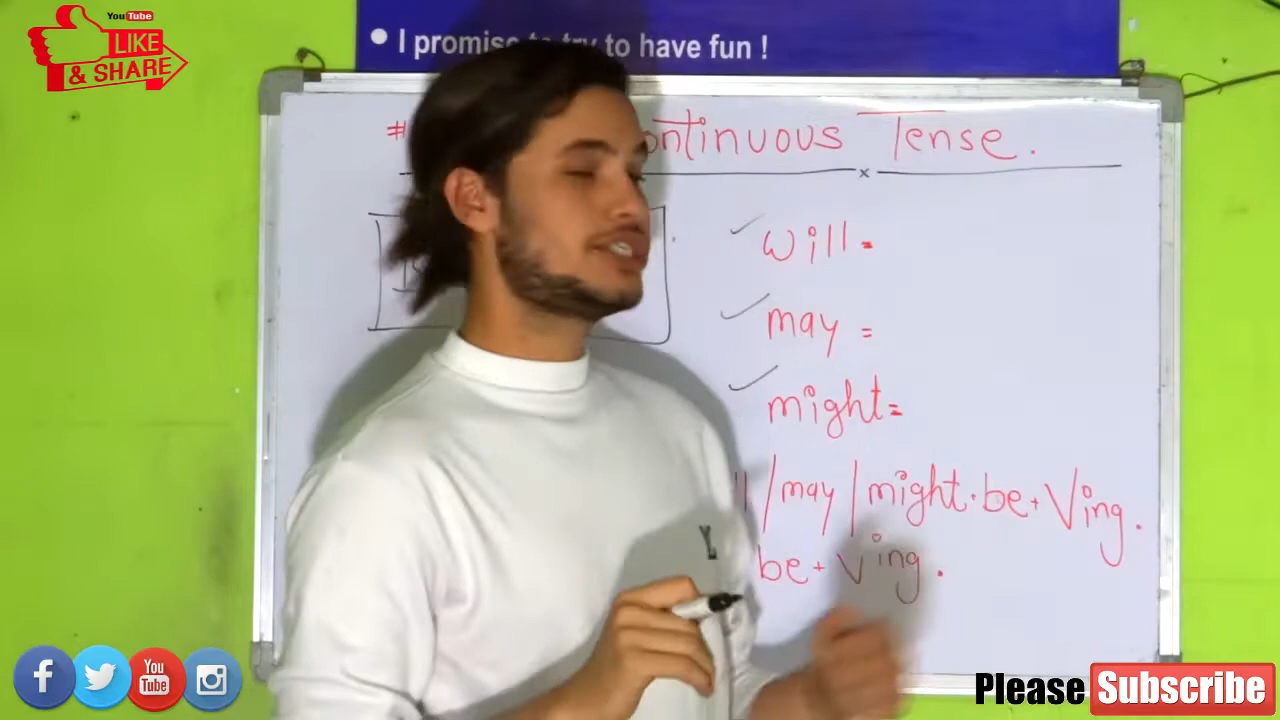 YouTube
LIKE
& SHARE
• I promise to try to have fun !
# ontinuous Tense.
✓ will =
✓ may =
✓ might=
ll / may / might · be + Ving.
be + Ving.
You
Tube
Please Subscribe